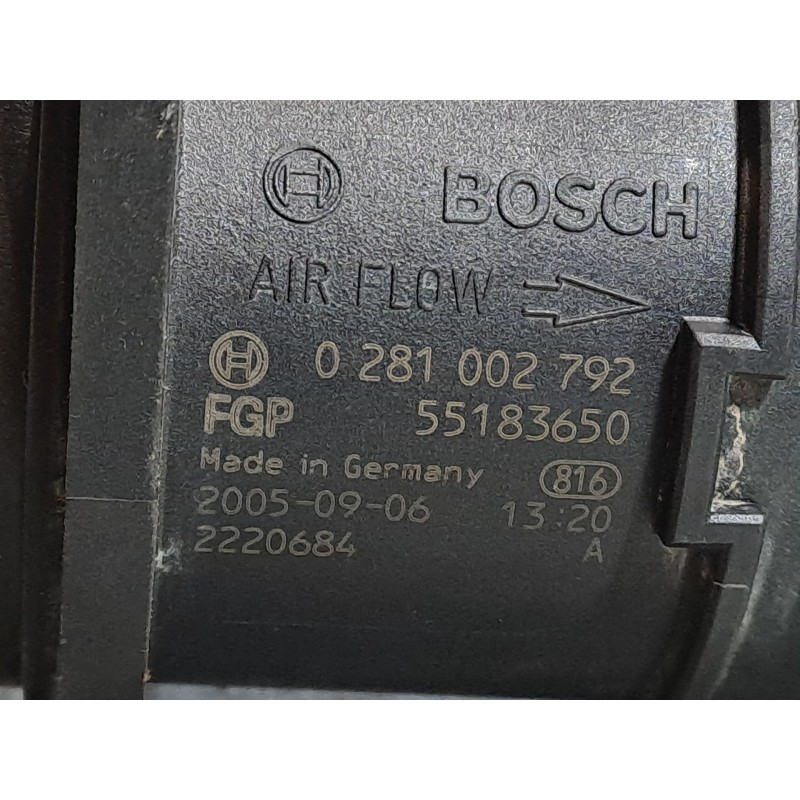 BOSCH
AIR FLOW
0 281 002 792
FGP 55183650
Made in Germany 816
2005-09-06 13:20
2220684 A